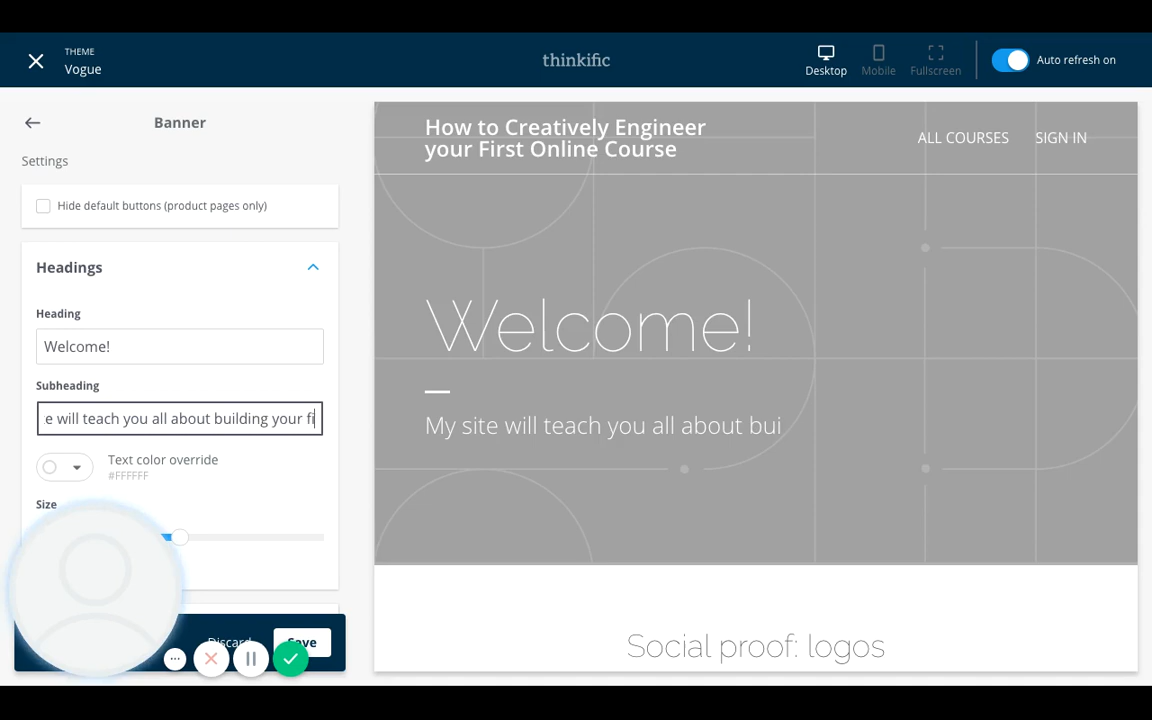 THEME
Vogue
thinkific
Desktop
Mobile
Fullscreen
Auto refresh on
Banner
Settings
Hide default buttons (product pages only)
Headings
Heading
Welcome!
Subheading
e will teach you all about building your fi
Text color override
#FFFFFF
Size
Discard
Save
How to Creatively Engineer
your First Online Course
ALL COURSES
SIGN IN
Welcome!
My site will teach you all about bui
Social proof: logos